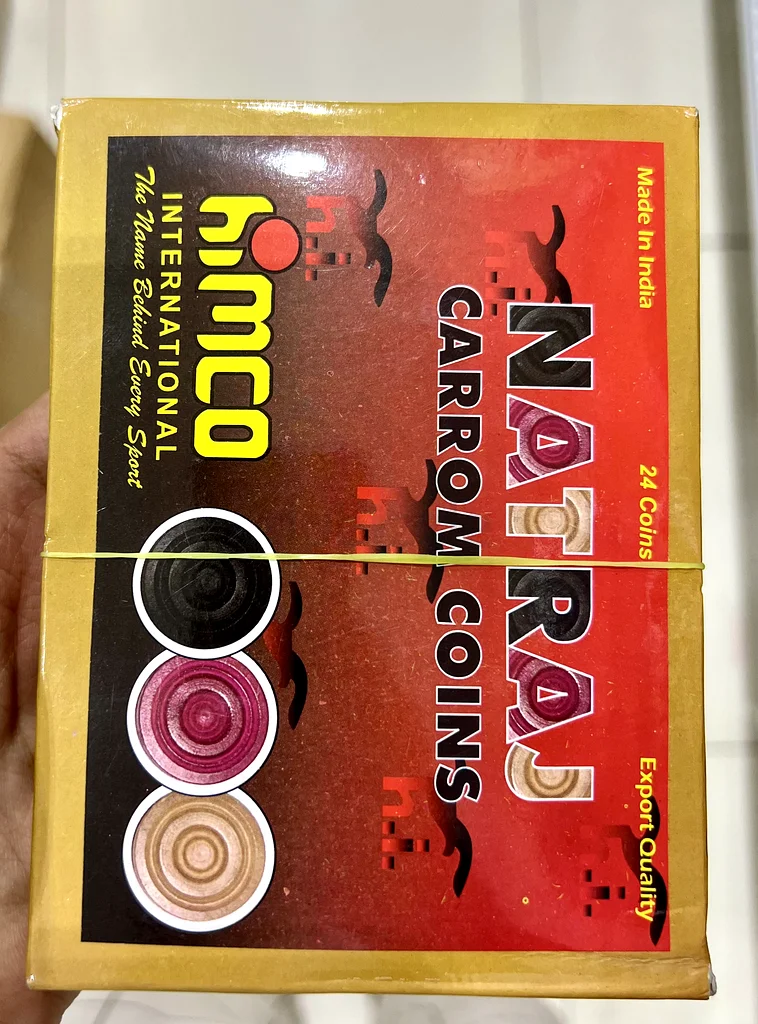 Made In India 24 Coins Export Quality
NATRAJ
CARROM COINS
himco
INTERNATIONAL
The Name Behind Every Sport